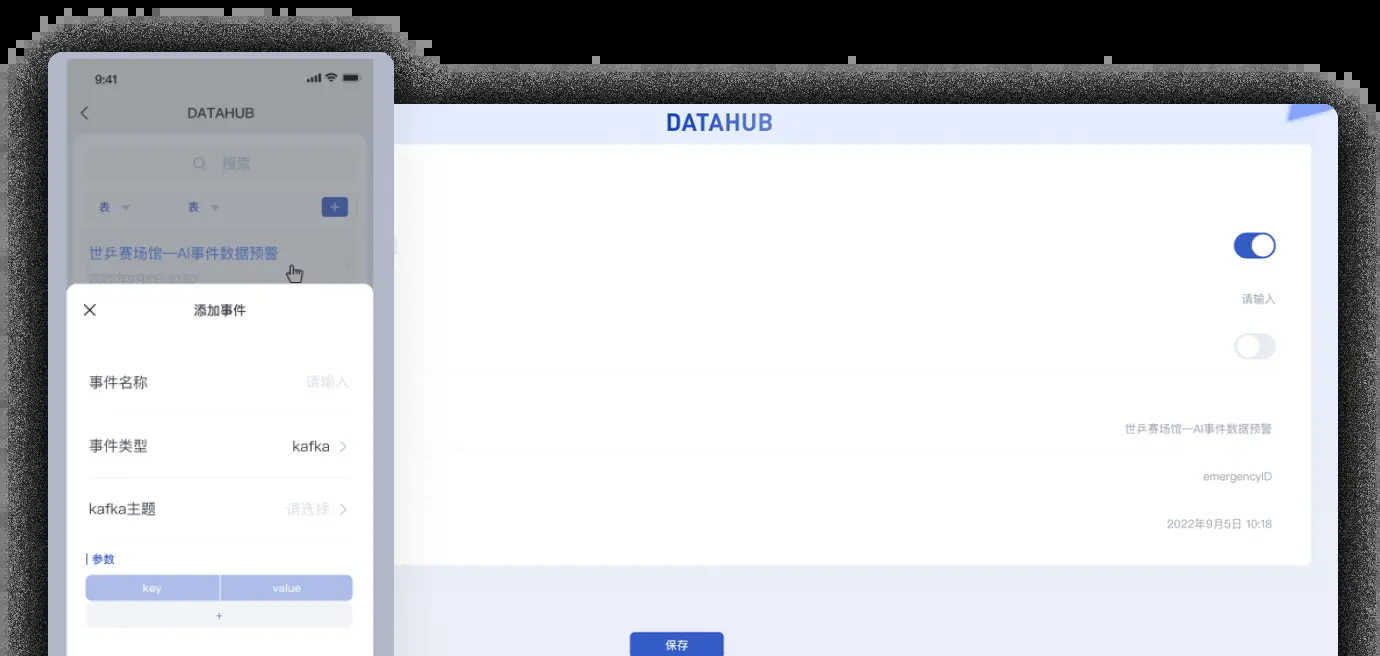 9:41
DATAHUB
搜索
表 表 +
世乒赛场馆—AI事件数据预警
添加事件
事件名称 请输入
事件类型 kafka
kafka主题 请选择
参数
key value
+
DATAHUB
请输入
世乒赛场馆—AI事件数据预警
emergencyID
2022年9月5日 10:18
保存